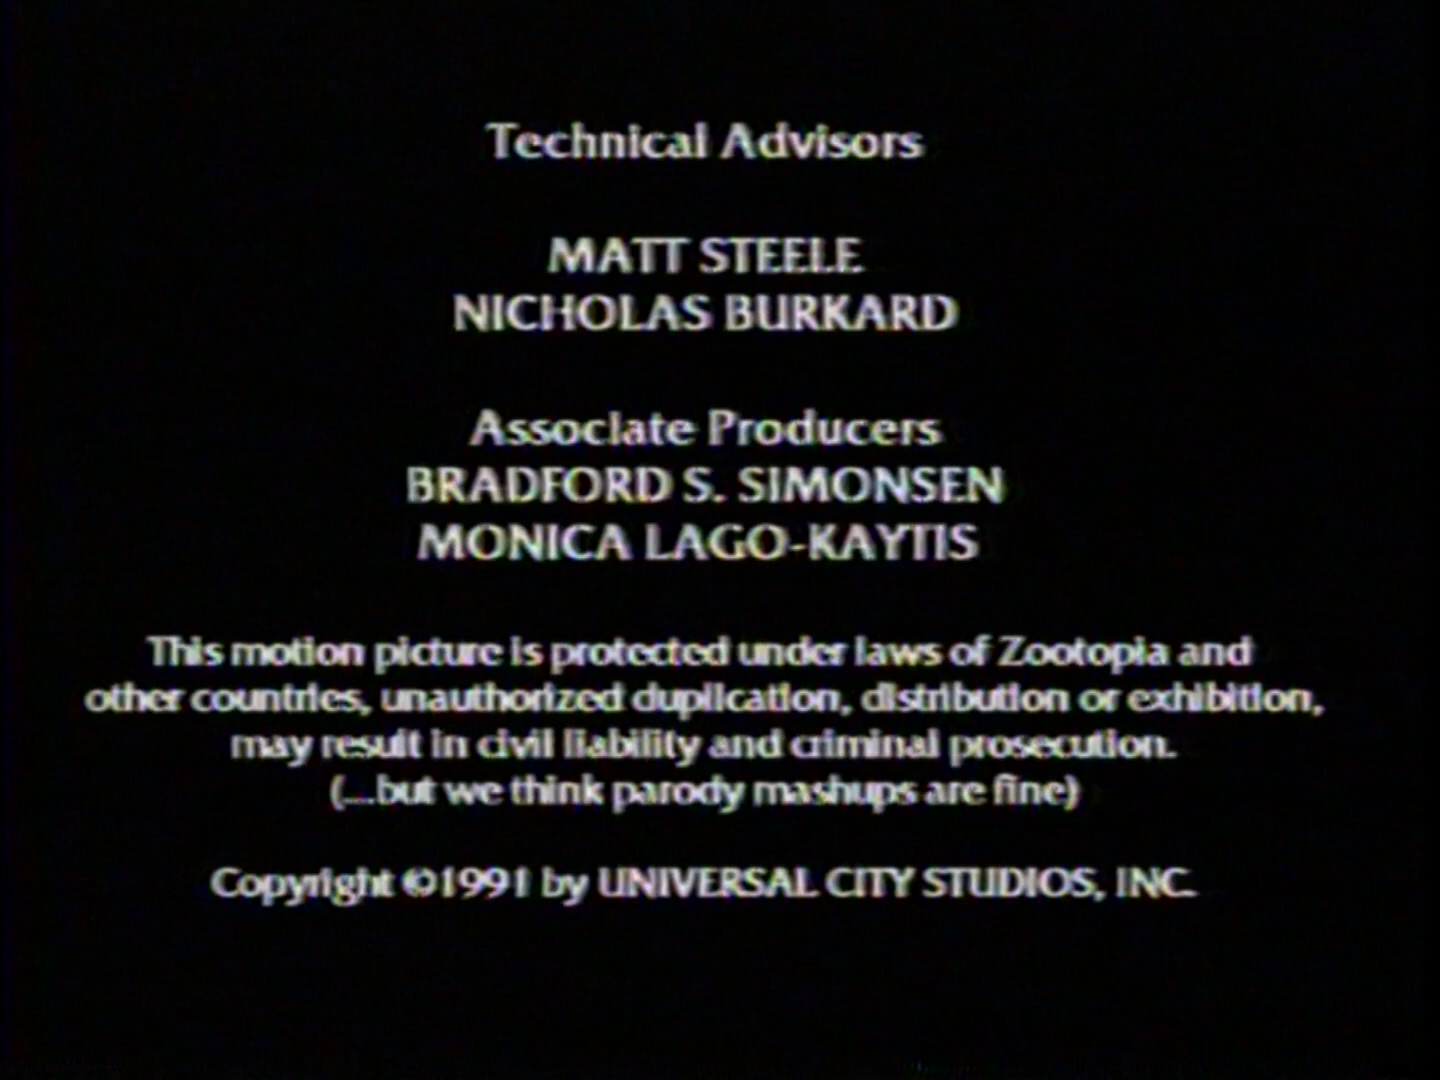 Technical Advisors
MATT STEELE
NICHOLAS BURKARD
Associate Producers
BRADFORD S. SIMONSEN
MONICA LAGO-KAYTIS
This motion picture is protected under laws of Zootopia and
other countries, unauthorized duplication, distribution or exhibition,
may result in civil liability and criminal prosecution.
(...but we think parody mashups are fine)
Copyright ©1991 by UNIVERSAL CITY STUDIOS, INC.